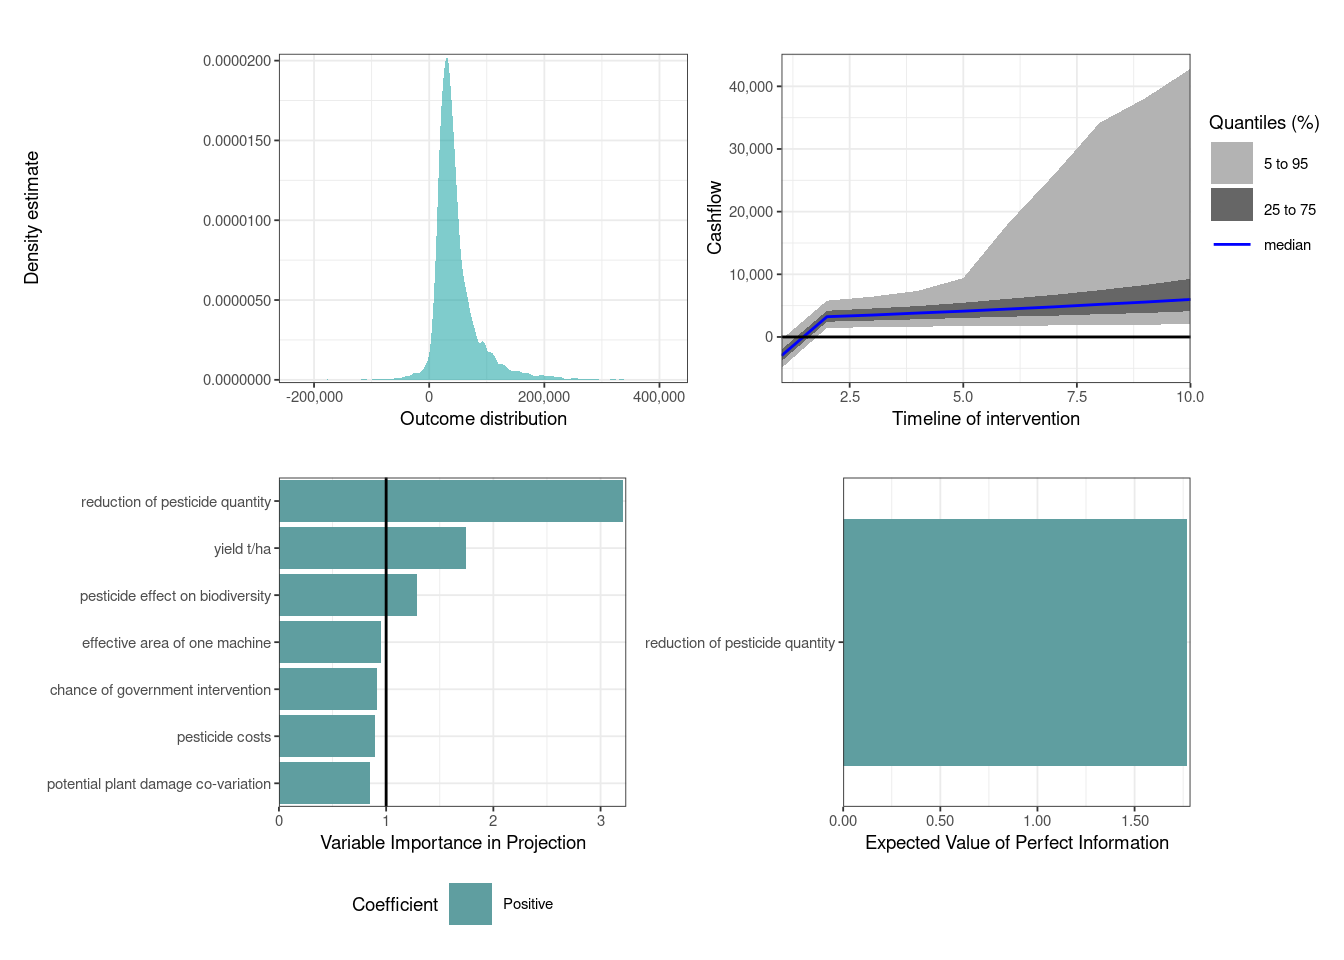 Density estimate
0.0000200
0.0000150
0.0000100
0.0000050
0.0000000
-200,000 0 200,000 400,000
Outcome distribution
Cashflow
40,000
30,000
20,000
10,000
0
2.5 5.0 7.5 10.0
Timeline of intervention
Quantiles (%)
5 to 95
25 to 75
median
reduction of pesticide quantity
yield t/ha
pesticide effect on biodiversity
effective area of one machine
chance of government intervention
pesticide costs
potential plant damage co-variation
0 1 2 3
Variable Importance in Projection
Coefficient Positive
reduction of pesticide quantity
0.00 0.50 1.00 1.50
Expected Value of Perfect Information